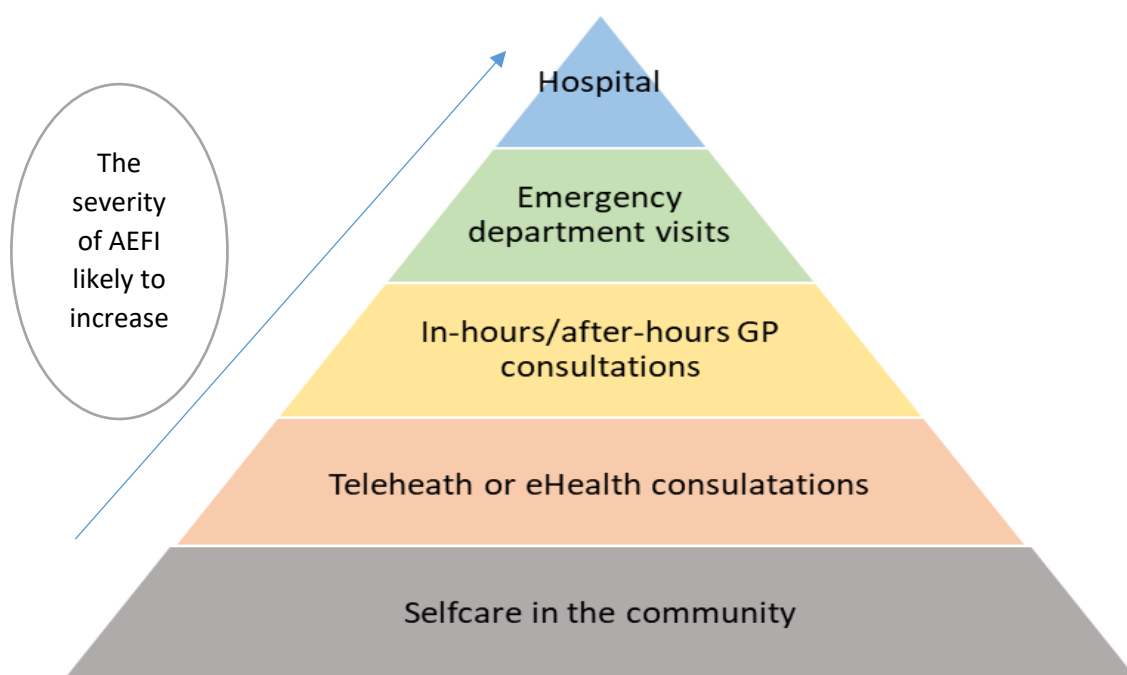 Hospital
The
severity
of AEFI
likely to
increase
Emergency
department visits
In-hours/after-hours GP
consultations
Teleheath or eHealth consulatations
Selfcare in the community